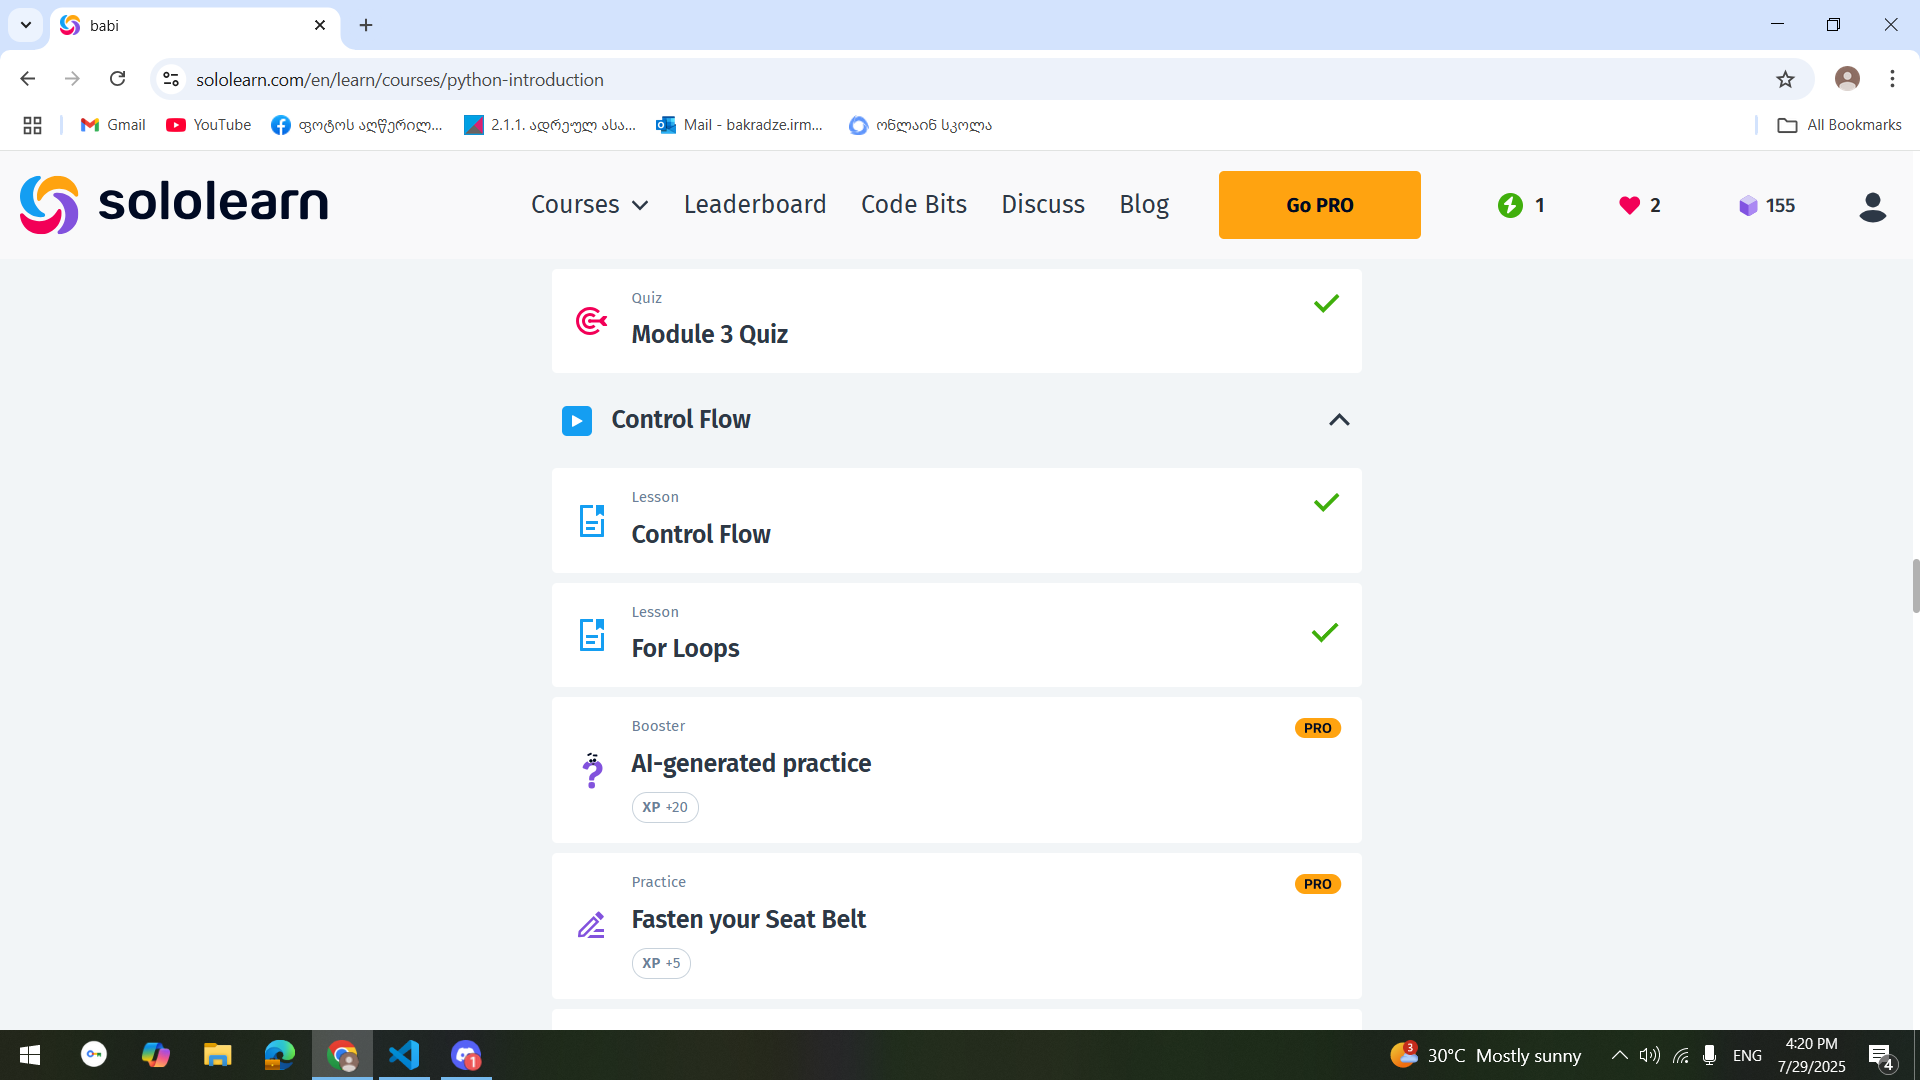 babi
sololearn.com/en/learn/courses/python-introduction
Gmail
YouTube
ფოტოს აღწერილ...
2.1.1. ადრეულ ასა...
Mail - bakradze.irm...
ონლაინ სკოლა
All Bookmarks
sololearn
Courses
Leaderboard
Code Bits
Discuss
Blog
Go PRO
1
2
155
Quiz
Module 3 Quiz
Control Flow
Lesson
Control Flow
Lesson
For Loops
Booster
PRO
AI-generated practice
XP +20
Practice
PRO
Fasten your Seat Belt
XP +5
1
3
30°C Mostly sunny
ENG
4:20 PM
7/29/2025
4